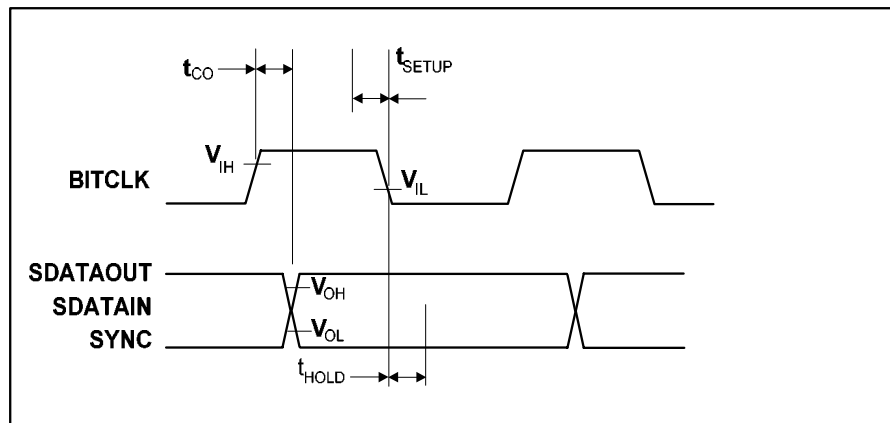 tCO
tSETUP
VIH
BITCLK
VIL
SDATAOUT
VOH
SDATAIN
VOL
SYNC
tHOLD